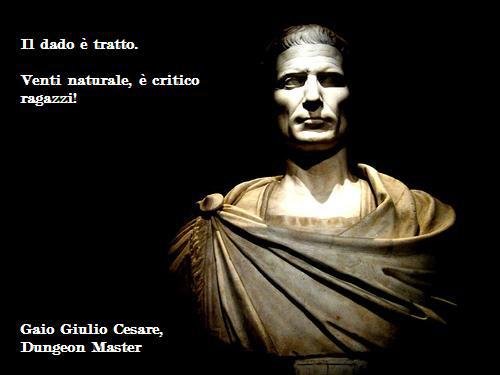 Il dado è tratto.
Venti naturale, è critico
ragazzi!
Gaio Giulio Cesare,
Dungeon Master